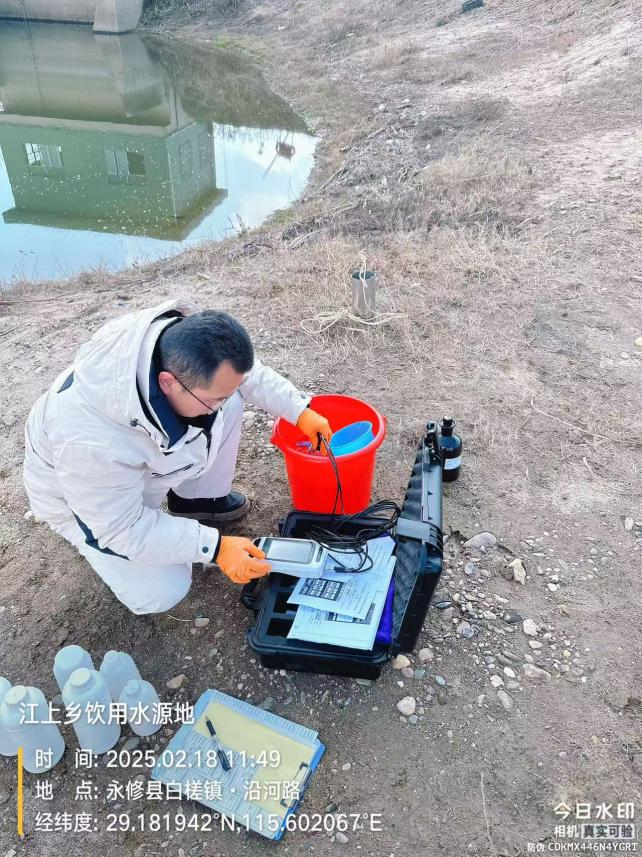 江上乡饮用水源地
时 间: 2025.02.18 11:49
地 点: 永修县白槎镇·沿河路
经纬度: 29.181942°N,115.602067°E
今日水印
相机 真实可验
防伪 CDKMX446N4YGRI